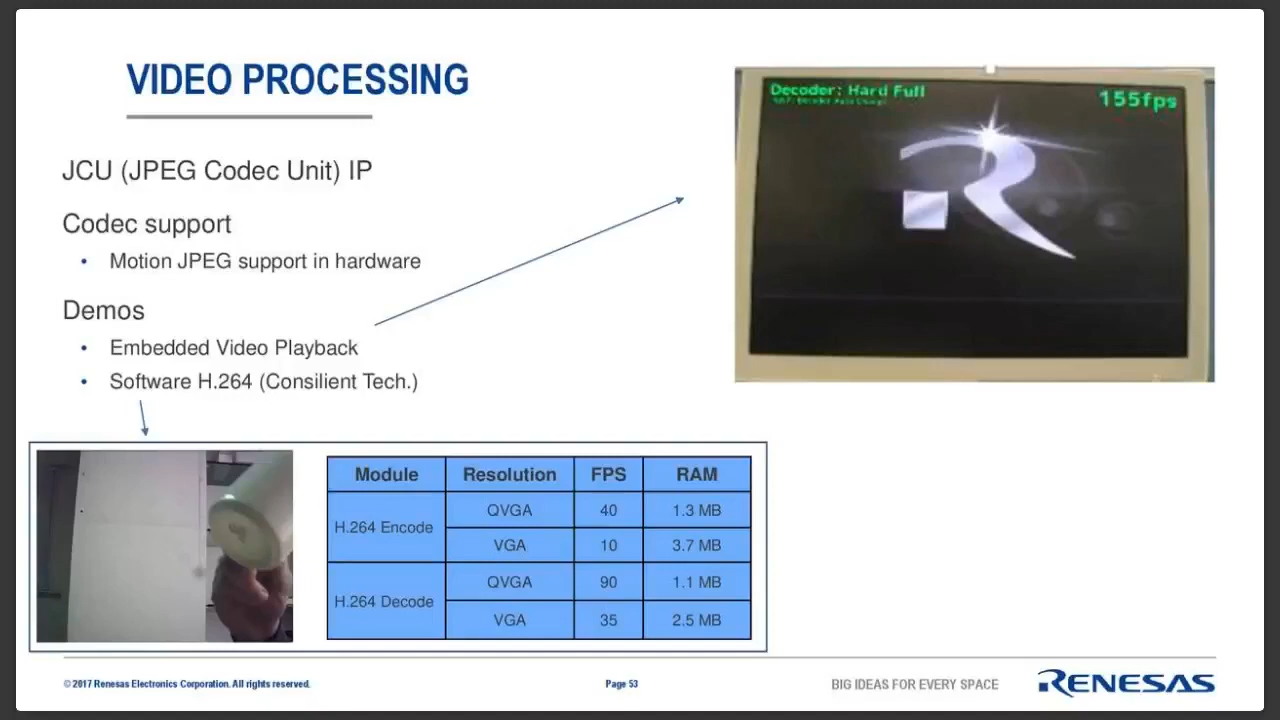 VIDEO PROCESSING
JCU (JPEG Codec Unit) IP
Codec support
• Motion JPEG support in hardware
Demos
• Embedded Video Playback
• Software H.264 (Consilient Tech.)
Decoder: Hard Full
155fps
Module Resolution FPS RAM
H.264 Encode QVGA 40 1.3 MB
VGA 10 3.7 MB
H.264 Decode QVGA 90 1.1 MB
VGA 35 2.5 MB
© 2017 Renesas Electronics Corporation. All rights reserved.
Page 53
BIG IDEAS FOR EVERY SPACE
RENESAS